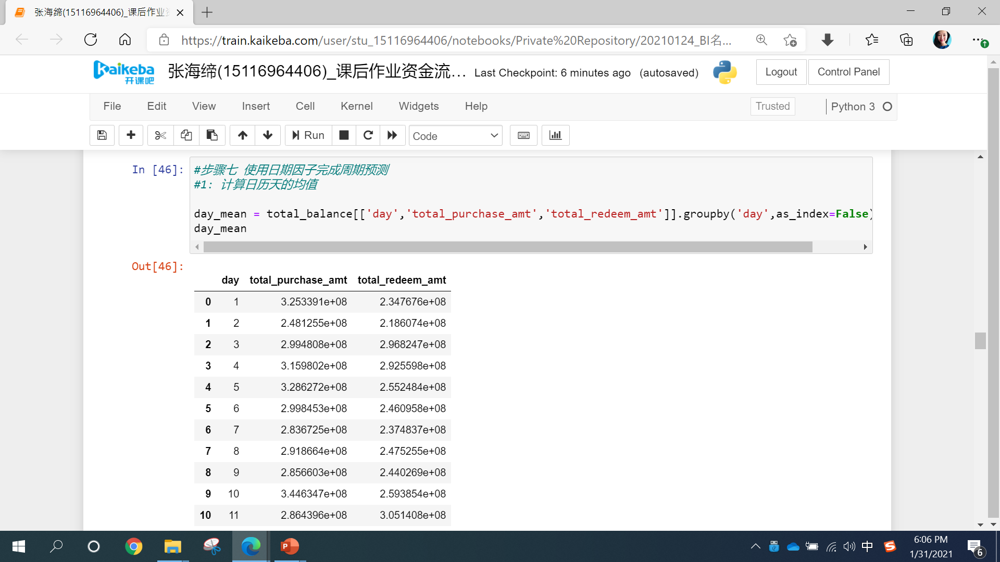 张海缔(15116964406)_课后作业
https://train.kaikeba.com/user/stu_15116964406/notebooks/Private%20Repository/20210124_BI名...
Kaikeba
开课吧
张海缔(15116964406)_课后作业资金流... Last Checkpoint: 6 minutes ago (autosaved)
Logout
Control Panel
File Edit View Insert Cell Kernel Widgets Help
Trusted
Python 3
Run
Code
In [46]:
#步骤七 使用日期因子完成周期预测
#1: 计算日历天的均值
day_mean = total_balance[['day','total_purchase_amt','total_redeem_amt']].groupby('day',as_index=False)
day_mean
Out[46]:
day total_purchase_amt total_redeem_amt
0 1 3.253391e+08 2.347676e+08
1 2 2.481255e+08 2.186074e+08
2 3 2.994808e+08 2.968247e+08
3 4 3.159802e+08 2.925598e+08
4 5 3.286272e+08 2.552484e+08
5 6 2.998453e+08 2.460958e+08
6 7 2.836725e+08 2.374837e+08
7 8 2.918664e+08 2.475255e+08
8 9 2.856603e+08 2.440269e+08
9 10 3.446347e+08 2.593854e+08
10 11 2.864396e+08 3.051408e+08
中
6:06 PM
1/31/2021
6